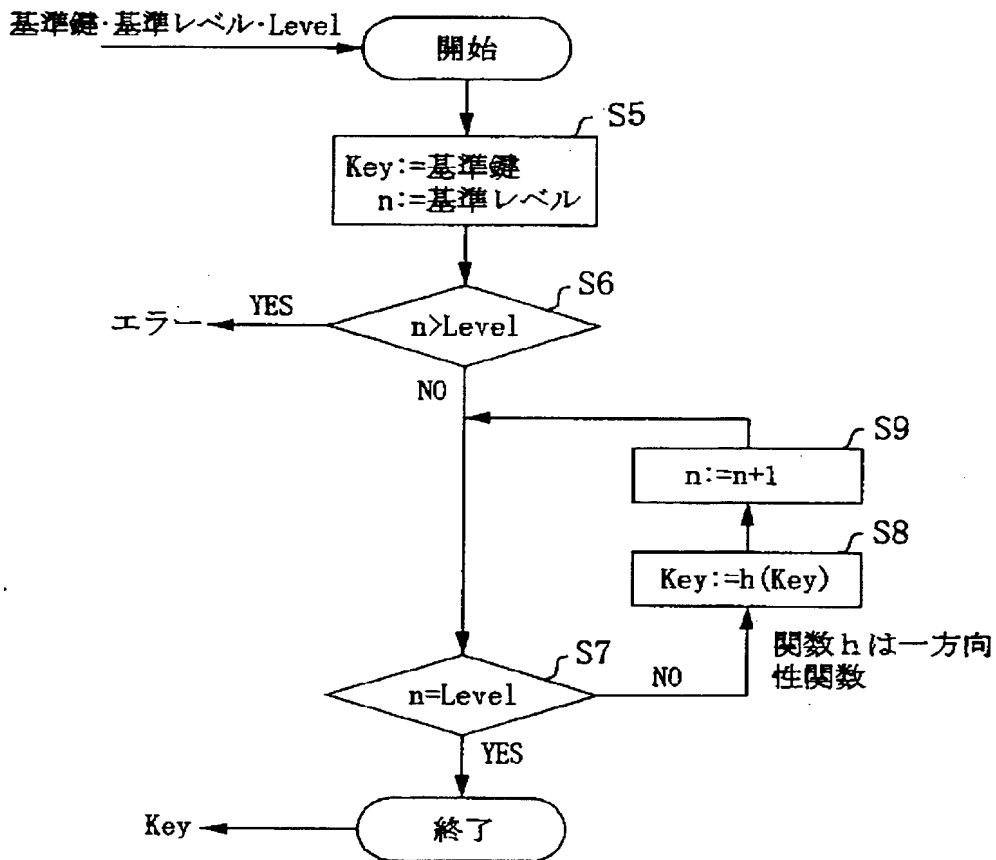 基準鍵·基準レベル·Level
開始
S5
Key:=基準鍵
n:=基準レベル
S6
n>Level
YES
エラー
NO
S9
n:=n+1
S8
Key:=h(Key)
関数hは一方向
性関数
S7
n=Level
NO
YES
終了
Key